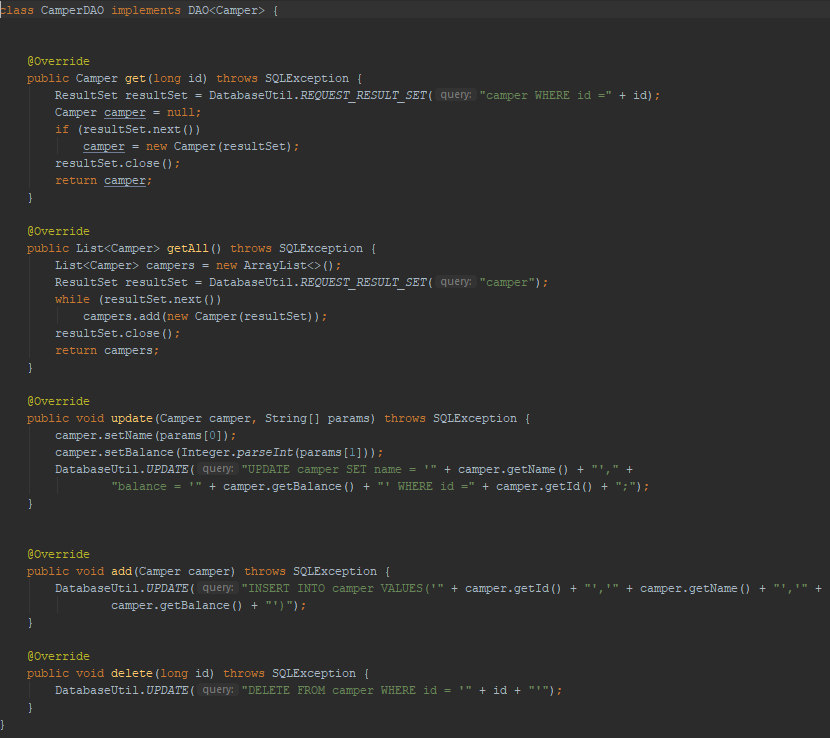 class CamperDAO implements DAO<Camper> {
@Override
public Camper get(long id) throws SQLException {
ResultSet resultSet = DatabaseUtil.REQUEST_RESULT_SET( query: "camper WHERE id =" + id);
Camper camper = null;
if (resultSet.next())
camper = new Camper(resultSet);
resultSet.close();
return camper;
}
@Override
public List<Camper> getAll() throws SQLException {
List<Camper> campers = new ArrayList<>();
ResultSet resultSet = DatabaseUtil.REQUEST_RESULT_SET( query: "camper");
while (resultSet.next())
campers.add(new Camper(resultSet));
resultSet.close();
return campers;
}
@Override
public void update(Camper camper, String[] params) throws SQLException {
camper.setName(params[0]);
camper.setBalance(Integer.parseInt(params[1]));
DatabaseUtil.UPDATE( query: "UPDATE camper SET name = '" + camper.getName() + "'," +
"balance = '" + camper.getBalance() + "' WHERE id =" + camper.getId() + ";");
}
@Override
public void add(Camper camper) throws SQLException {
DatabaseUtil.UPDATE( query: "INSERT INTO camper VALUES('" + camper.getId() + "','" + camper.getName() + "','" +
camper.getBalance() + "')");
}
@Override
public void delete(long id) throws SQLException {
DatabaseUtil.UPDATE( query: "DELETE FROM camper WHERE id = '" + id + "'");
}
}